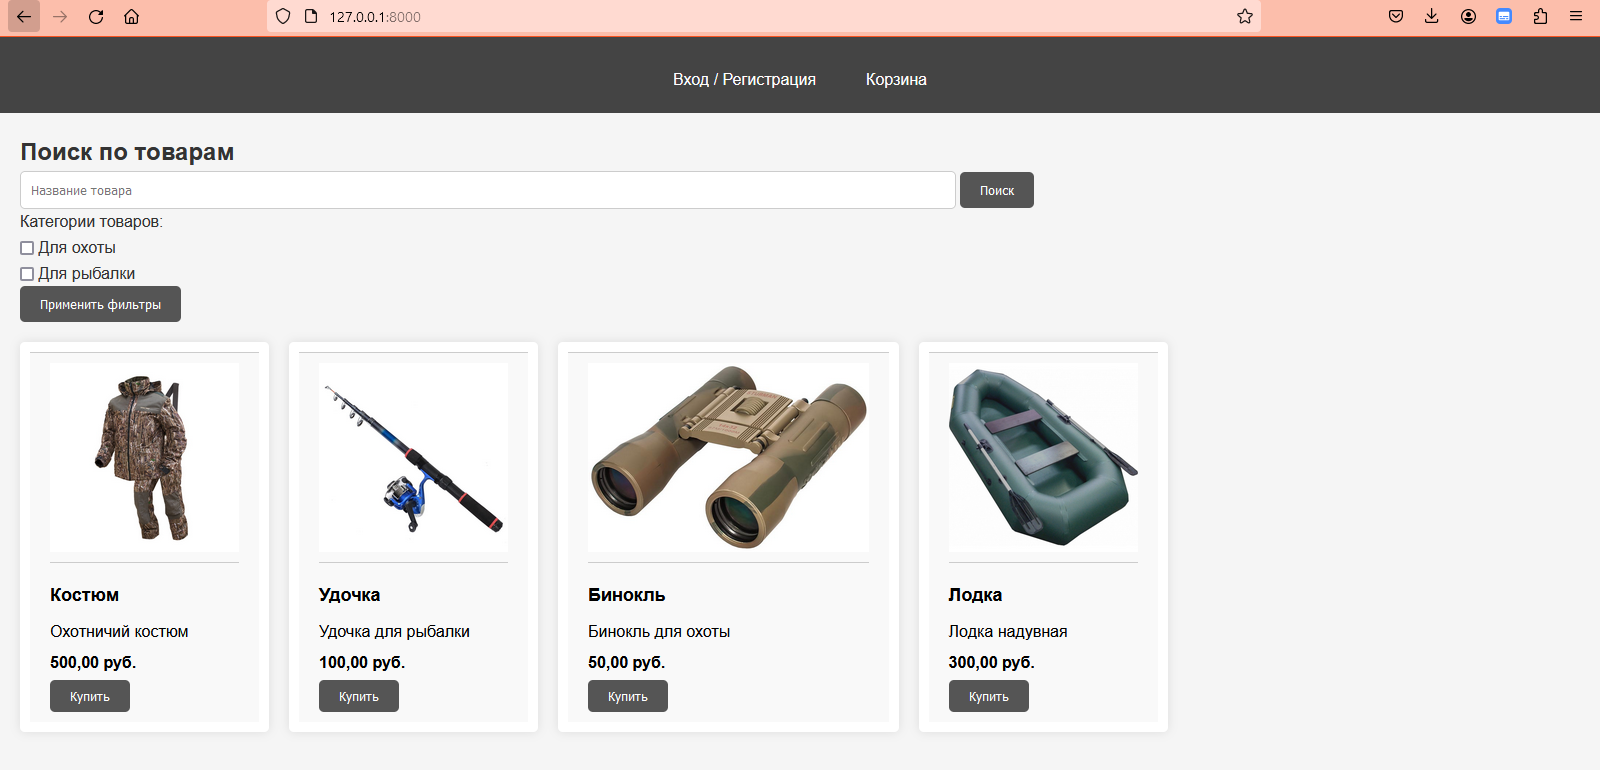 127.0.0.1:8000
Вход / Регистрация Корзина
Поиск по товарам
Название товара Поиск
Категории товаров:
Для охоты
Для рыбалки
Применить фильтры
Костюм
Охотничий костюм
500,00 руб.
Купить
Удочка
Удочка для рыбалки
100,00 руб.
Купить
Бинокль
Бинокль для охоты
50,00 руб.
Купить
Лодка
Лодка надувная
300,00 руб.
Купить